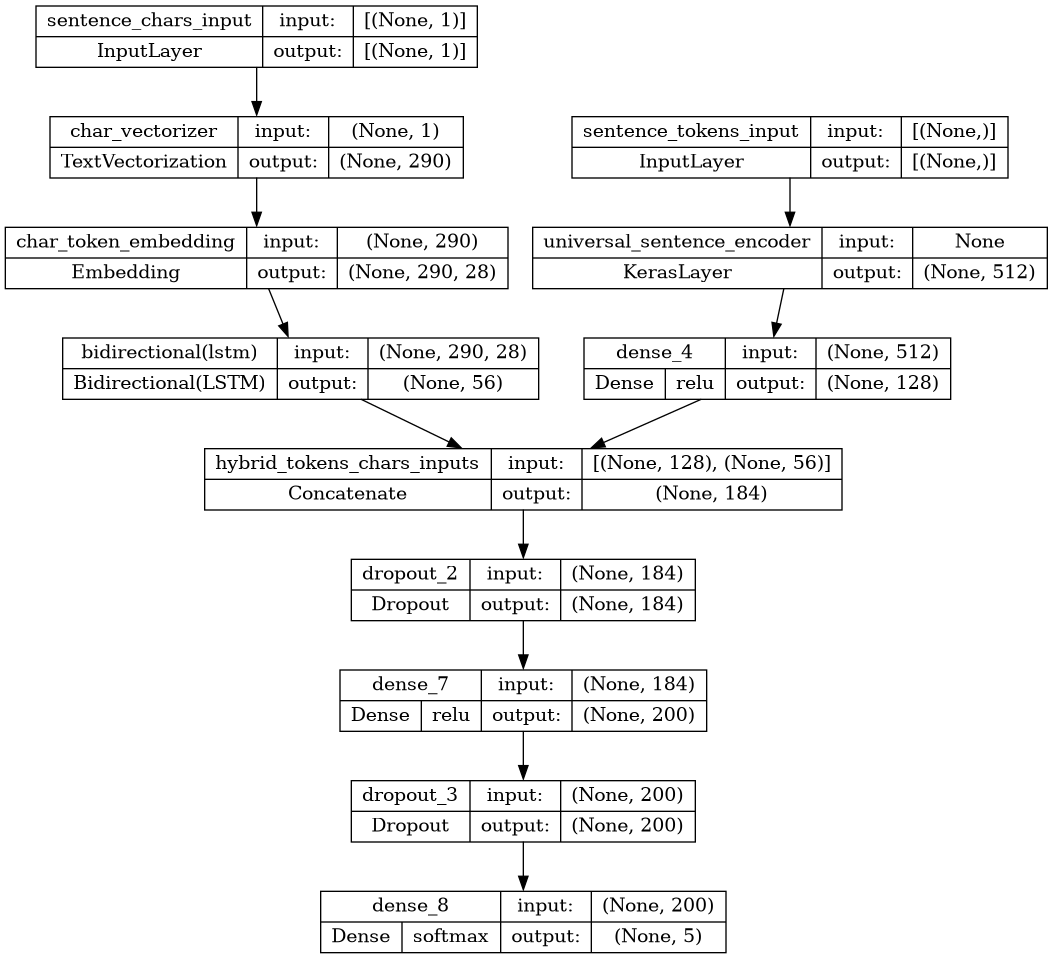 sentence_chars_input input: [(None, 1)]
InputLayer output: [(None, 1)]
char_vectorizer input: (None, 1)
TextVectorization output: (None, 290)
sentence_tokens_input input: [(None,)]
InputLayer output: [(None,)]
char_token_embedding input: (None, 290)
Embedding output: (None, 290, 28)
universal_sentence_encoder input: None
KerasLayer output: (None, 512)
bidirectional(lstm) input: (None, 290, 28)
Bidirectional(LSTM) output: (None, 56)
dense_4 input: (None, 512)
Dense relu output: (None, 128)
hybrid_tokens_chars_inputs input: [(None, 128), (None, 56)]
Concatenate output: (None, 184)
dropout_2 input: (None, 184)
Dropout output: (None, 184)
dense_7 input: (None, 184)
Dense relu output: (None, 200)
dropout_3 input: (None, 200)
Dropout output: (None, 200)
dense_8 input: (None, 200)
Dense softmax output: (None, 5)